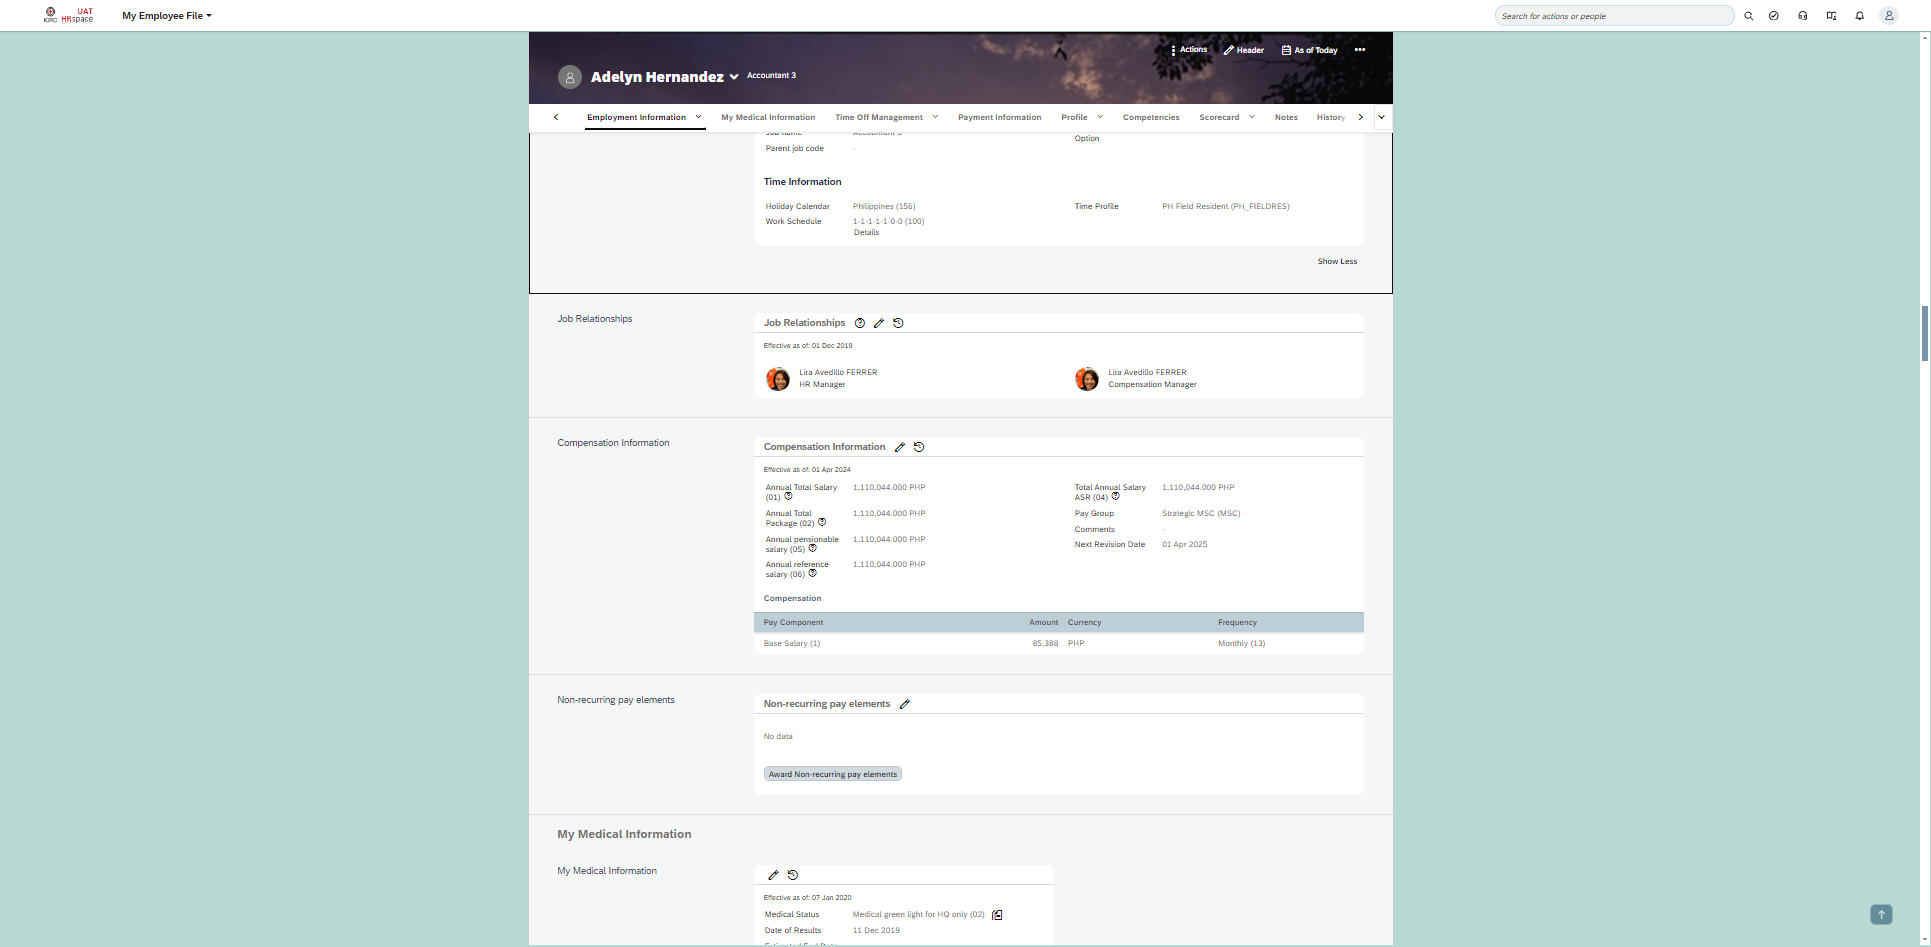 ICRC UAT HRspace
My Employee File
Search for actions or people
Actions
Header
As of Today
Adelyn Hernandez
Accountant 3
Employment Information
My Medical Information
Time Off Management
Payment Information
Profile
Competencies
Scorecard
Notes
History
Job name Accountant 3
Option
Parent job code -
Time Information
Holiday Calendar Philippines (156)
Time Profile PH Field Resident (PH_FIELDRES)
Work Schedule 1-1-1-1-1-0-0 (100)
Details
Show Less
Job Relationships
Job Relationships
Effective as of: 01 Dec 2019
Lira Avedillo FERRER
HR Manager
Lira Avedillo FERRER
Compensation Manager
Compensation Information
Compensation Information
Effective as of: 01 Apr 2024
Annual Total Salary (01) 1,110,044.000 PHP
Annual Total Package (02) 1,110,044.000 PHP
Annual pensionable salary (05) 1,110,044.000 PHP
Annual reference salary (06) 1,110,044.000 PHP
Total Annual Salary ASR (04) 1,110,044.000 PHP
Pay Group Strategic MSC (MSC)
Comments -
Next Revision Date 01 Apr 2025
Compensation
Pay Component Amount Currency Frequency
Base Salary (1) 85,388 PHP Monthly (13)
Non-recurring pay elements
Non-recurring pay elements
No data
Award Non-recurring pay elements
My Medical Information
My Medical Information
Effective as of: 07 Jan 2020
Medical Status Medical green light for HQ only (02)
Date of Results 11 Dec 2019